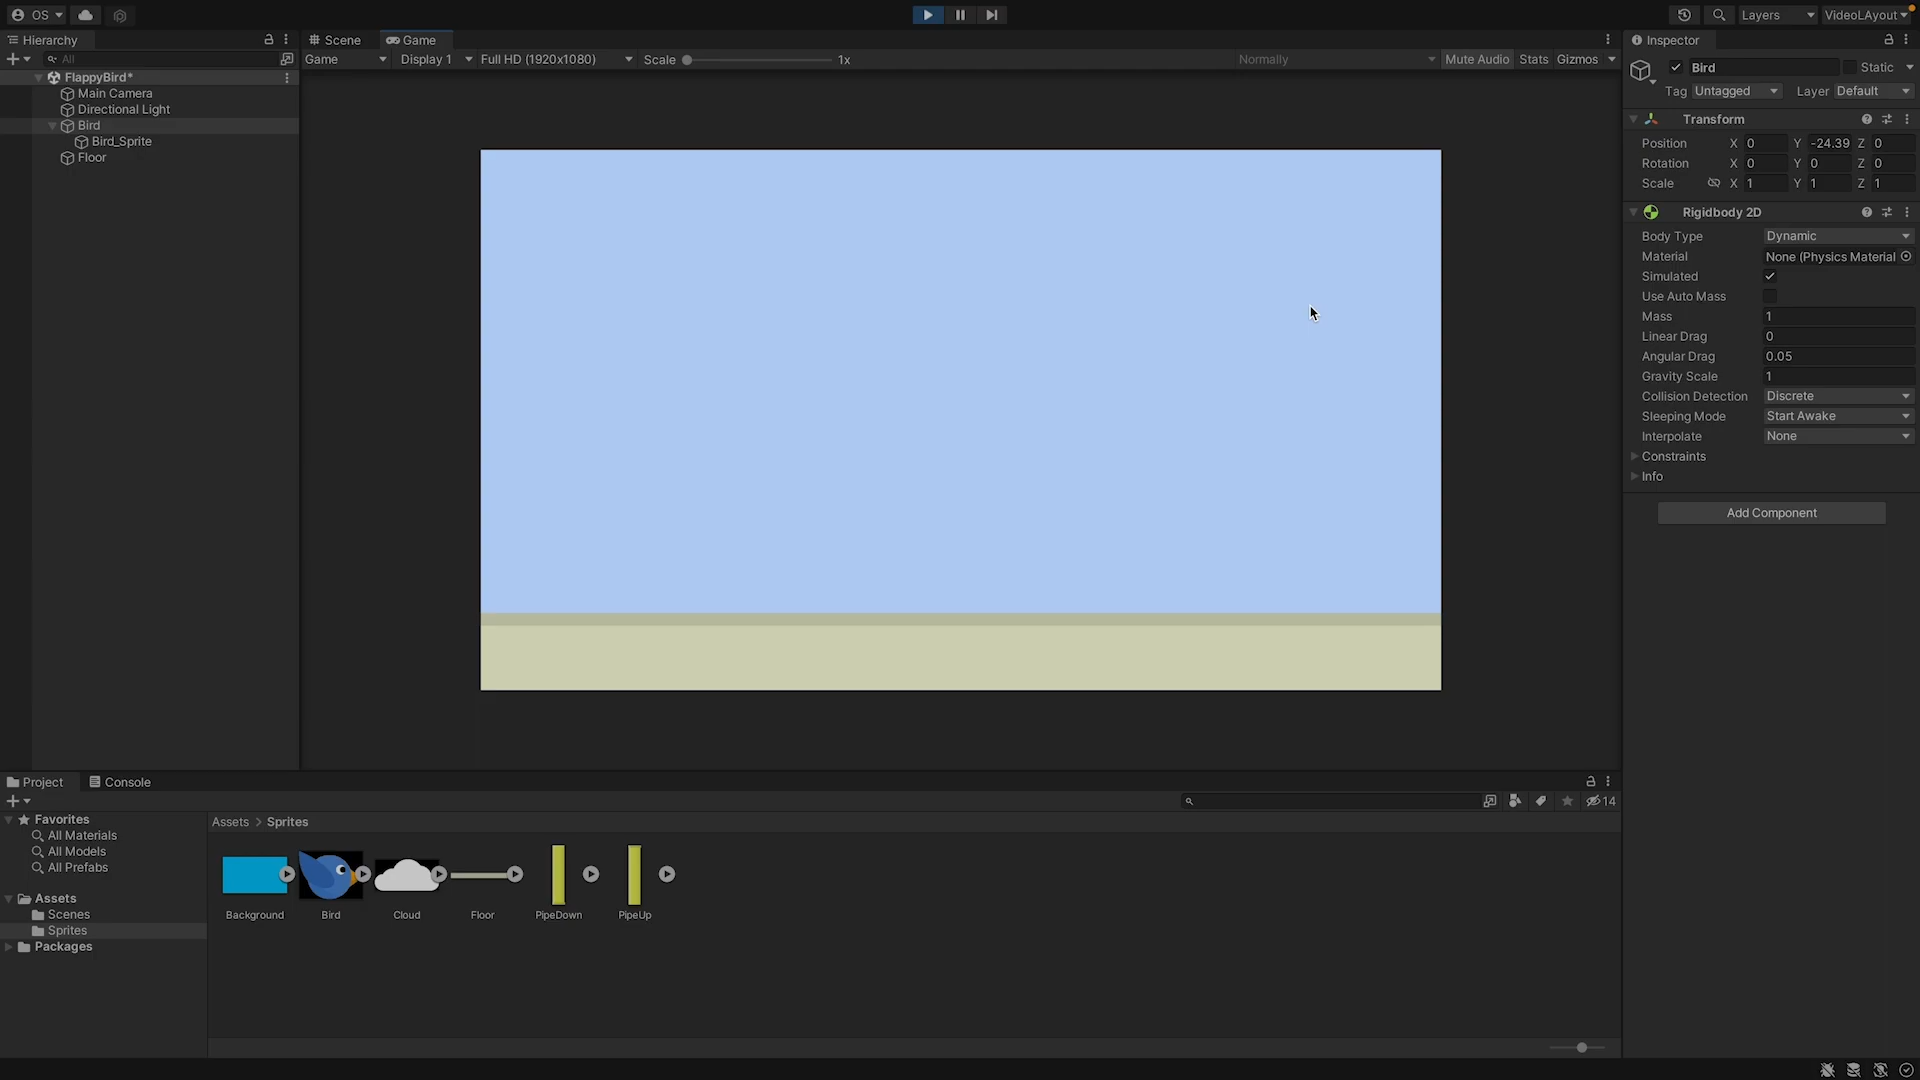 OS
Layers
VideoLAyout
Hierarchy
Scene
Game
Inspector
All
Game
Display 1
Full HD (1920x1080)
Scale
1x
Normally
Mute Audio
Stats
Gizmos
FlappyBird*
Main Camera
Directional Light
Bird
Bird_Sprite
Floor
Bird
Static
Tag
Untagged
Layer
Default
Transform
Position X 0 Y -24.39 Z 0
Rotation X 0 Y 0 Z 0
Scale X 1 Y 1 Z 1
Rigidbody 2D
Body Type Dynamic
Material None (Physics Material
Simulated
Use Auto Mass
Mass 1
Linear Drag 0
Angular Drag 0.05
Gravity Scale 1
Collision Detection Discrete
Sleeping Mode Start Awake
Interpolate None
Constraints
Info
Add Component
Project
Console
14
Favorites
All Materials
All Models
All Prefabs
Assets
Scenes
Sprites
Packages
Assets > Sprites
Background
Bird
Cloud
Floor
PipeDown
PipeUp